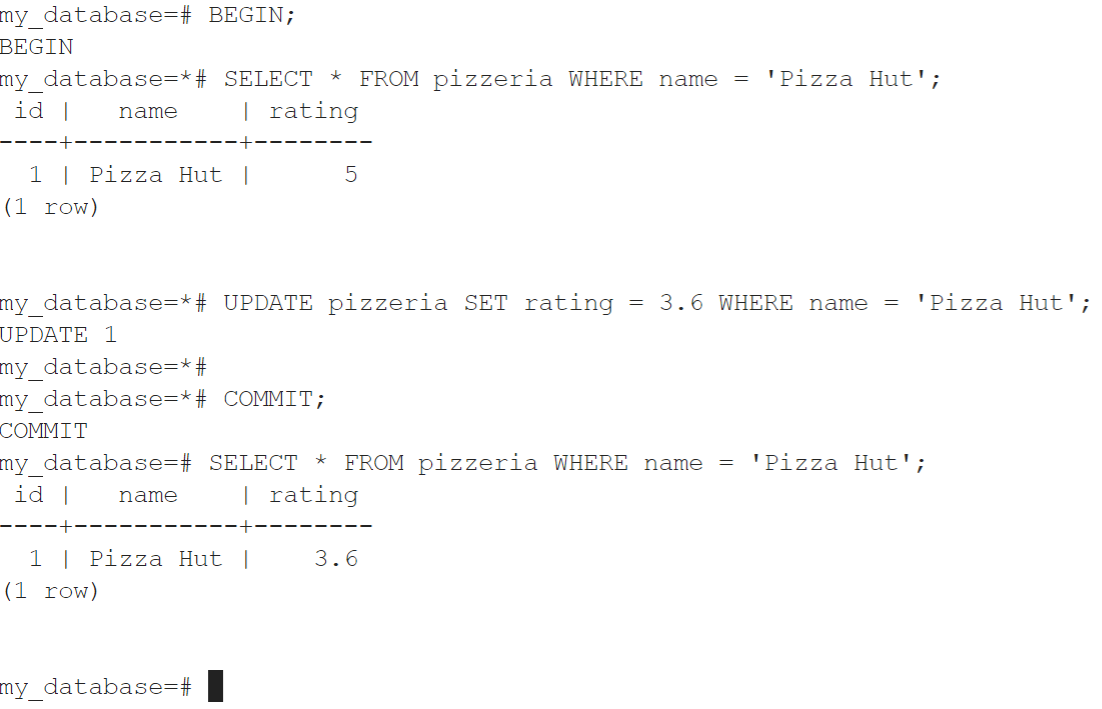 my_database=# BEGIN;
BEGIN
my_database=*# SELECT * FROM pizzeria WHERE name = 'Pizza Hut';
 id |   name    | rating
----+-----------+--------
  1 | Pizza Hut |      5
(1 row)

my_database=*# UPDATE pizzeria SET rating = 3.6 WHERE name = 'Pizza Hut';
UPDATE 1
my_database=*#
my_database=*# COMMIT;
COMMIT
my_database=# SELECT * FROM pizzeria WHERE name = 'Pizza Hut';
 id |   name    | rating
----+-----------+--------
  1 | Pizza Hut |    3.6
(1 row)

my_database=#